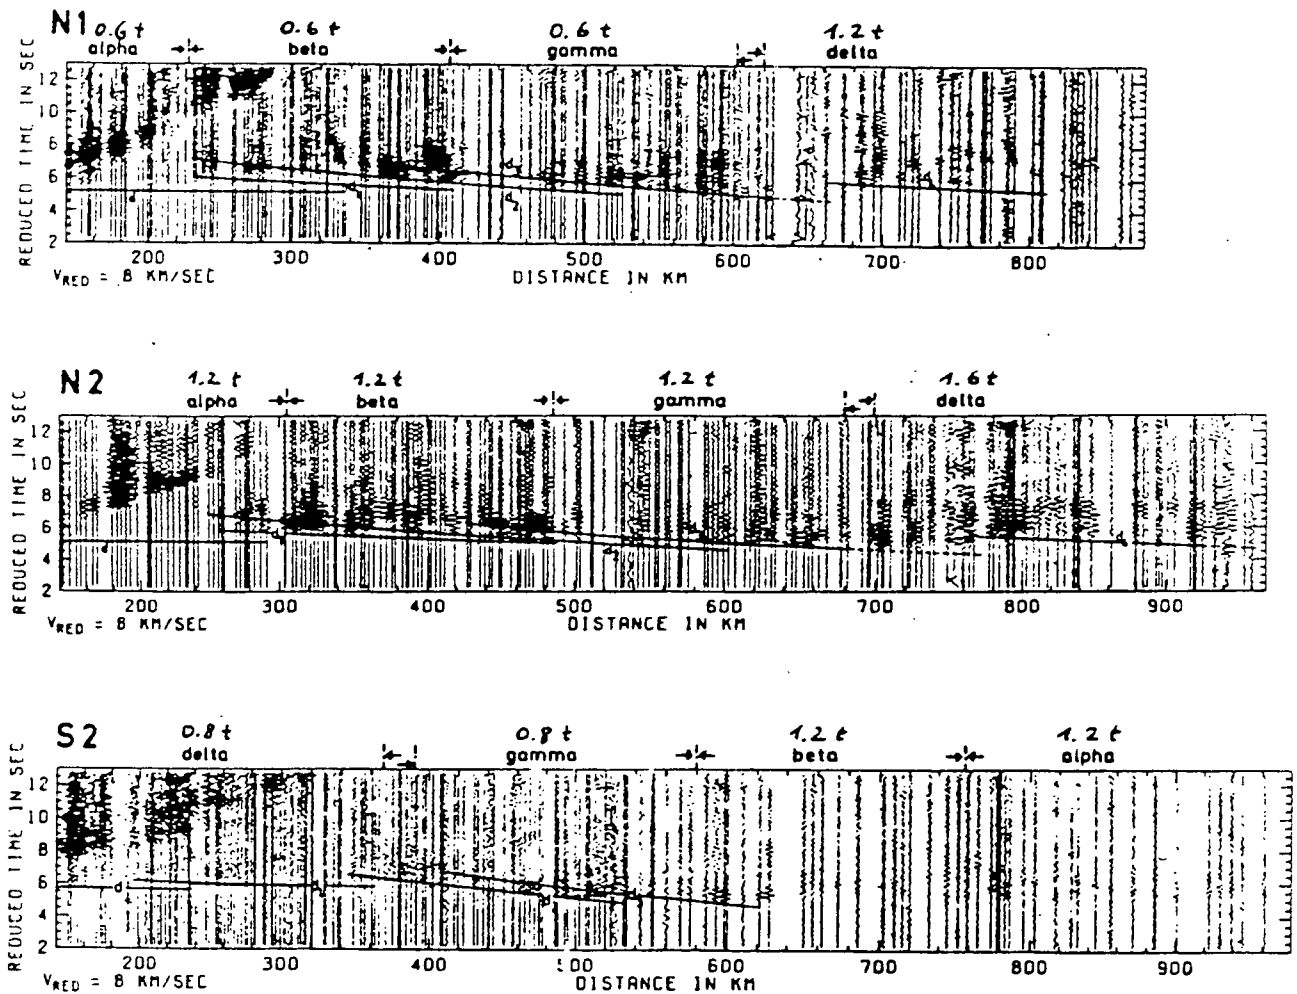 N1 0.6 t 0.6 t 0.6 t 1.2 t
alpha beta gamma delta
REDUCED TIME IN SEC
12
10
8
6
4
2
200 300 400 500 600 700 800
V RED = 8 KM/SEC DISTANCE IN KM
N2 1.2 t 1.2 t 1.2 t 1.6 t
alpha beta gamma delta
REDUCED TIME IN SEC
12
10
8
6
4
2
200 300 400 500 600 700 800 900
V RED = 8 KM/SEC DISTANCE IN KM
S2 0.8 t 0.8 t 1.2 t 1.2 t
delta gamma beta alpha
REDUCED TIME IN SEC
12
10
8
6
4
2
200 300 400 500 600 700 800 900
V RED = 8 KM/SEC DISTANCE IN KM